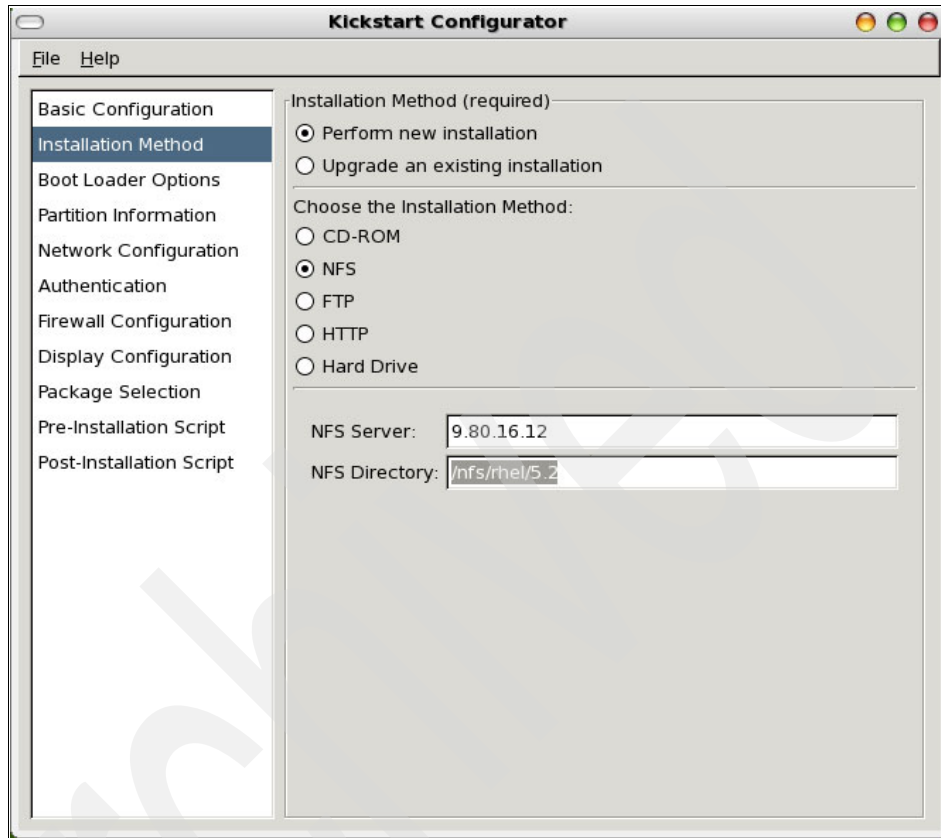 Kickstart Configurator
File Help
Basic Configuration
Installation Method
Boot Loader Options
Partition Information
Network Configuration
Authentication
Firewall Configuration
Display Configuration
Package Selection
Pre-Installation Script
Post-Installation Script
Installation Method (required)
Perform new installation
Upgrade an existing installation
Choose the Installation Method:
CD-ROM
NFS
FTP
HTTP
Hard Drive
NFS Server: 9.80.16.12
NFS Directory: /nfs/rhel/5.2